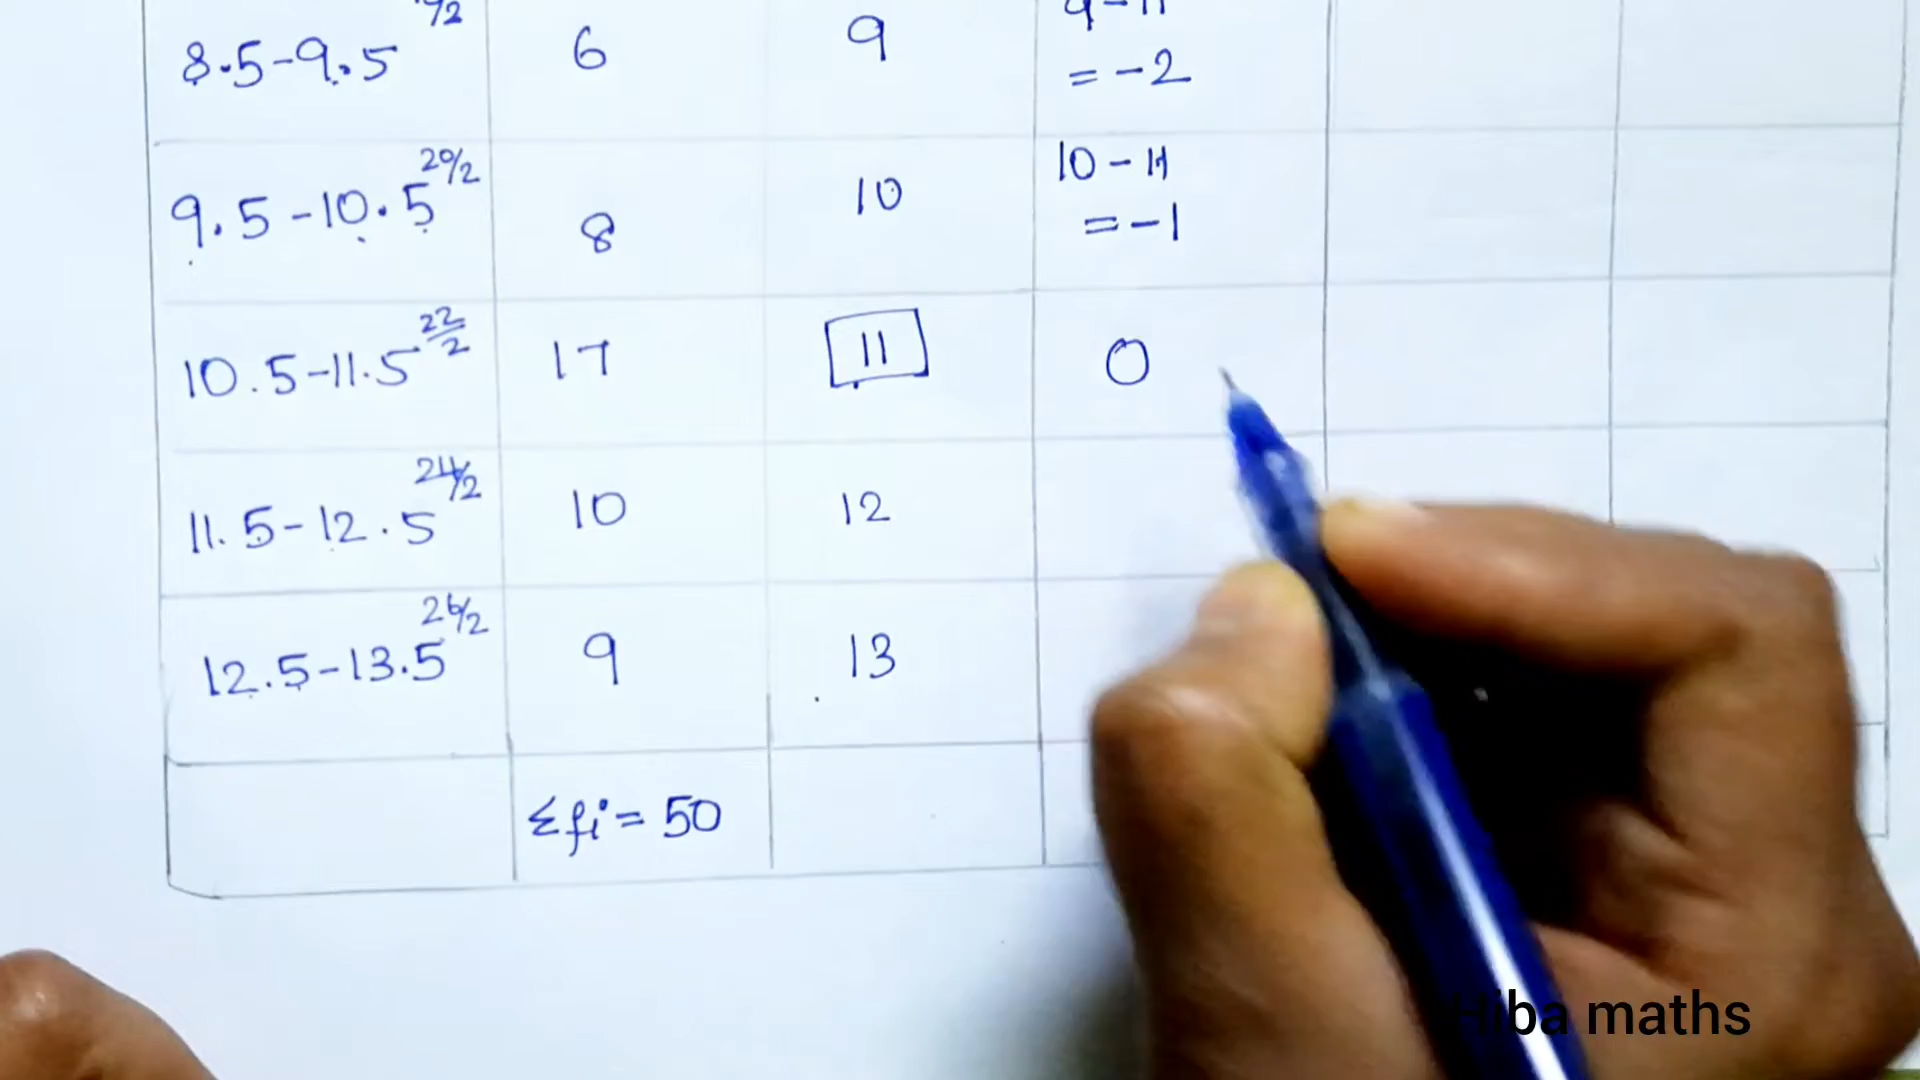 8.5-9.5 6 9 = -2
9.5-10.5 20/2 8 10 10-11
= -1
10.5-11.5 22/2 17 11 0
11.5-12.5 24/2 10 12
12.5-13.5 26/2 9 13
Σfi = 50
Hiba maths